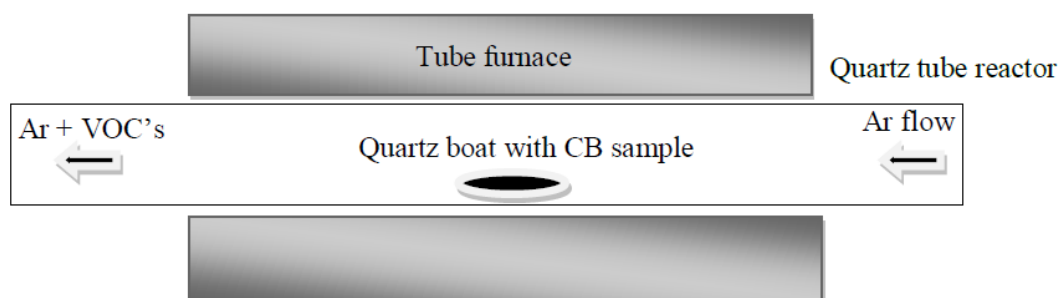 Tube furnace
Quartz tube reactor
Ar + VOC's
Ar flow
Quartz boat with CB sample